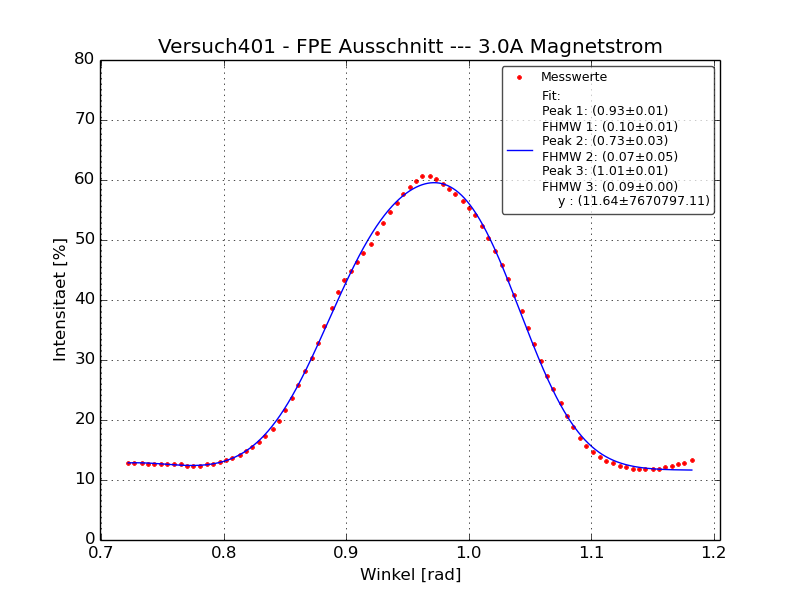 Versuch401 - FPE Ausschnitt --- 3.0A Magnetstrom
Messwerte
Fit:
Peak 1: (0.93±0.01)
FHMW 1: (0.10±0.01)
Peak 2: (0.73±0.03)
FHMW 2: (0.07±0.05)
Peak 3: (1.01±0.01)
FHMW 3: (0.09±0.00)
y : (11.64±7670797.11)
80
70
60
50
40
30
20
10
0
Intensitaet [%]
0.7 0.8 0.9 1.0 1.1 1.2
Winkel [rad]